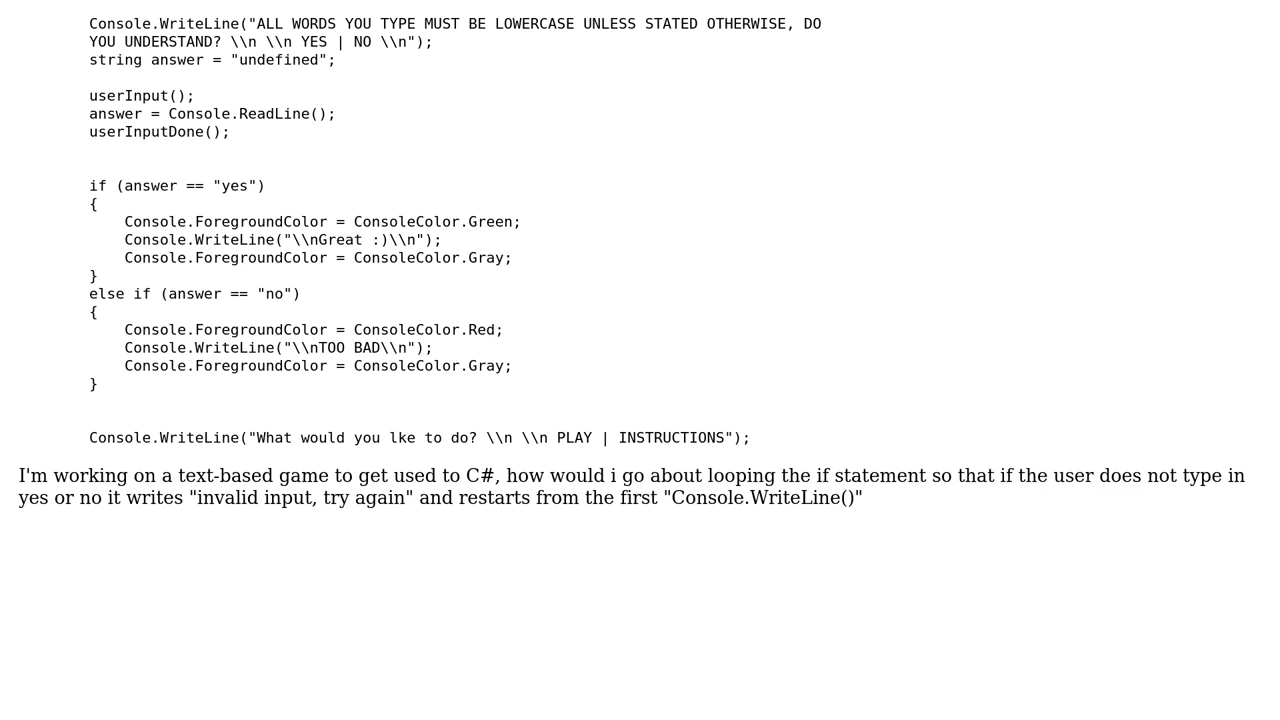 Console.WriteLine("ALL WORDS YOU TYPE MUST BE LOWERCASE UNLESS STATED OTHERWISE, DO
YOU UNDERSTAND? \\n \\n YES | NO \\n");
string answer = "undefined";

userInput();
answer = Console.ReadLine();
userInputDone();

if (answer == "yes")
{
    Console.ForegroundColor = ConsoleColor.Green;
    Console.WriteLine("\\nGreat :)\\n");
    Console.ForegroundColor = ConsoleColor.Gray;
}
else if (answer == "no")
{
    Console.ForegroundColor = ConsoleColor.Red;
    Console.WriteLine("\\nTOO BAD\\n");
    Console.ForegroundColor = ConsoleColor.Gray;
}

Console.WriteLine("What would you lke to do? \\n \\n PLAY | INSTRUCTIONS");
I'm working on a text-based game to get used to C#, how would i go about looping the if statement so that if the user does not type in
yes or no it writes "invalid input, try again" and restarts from the first "Console.WriteLine()"